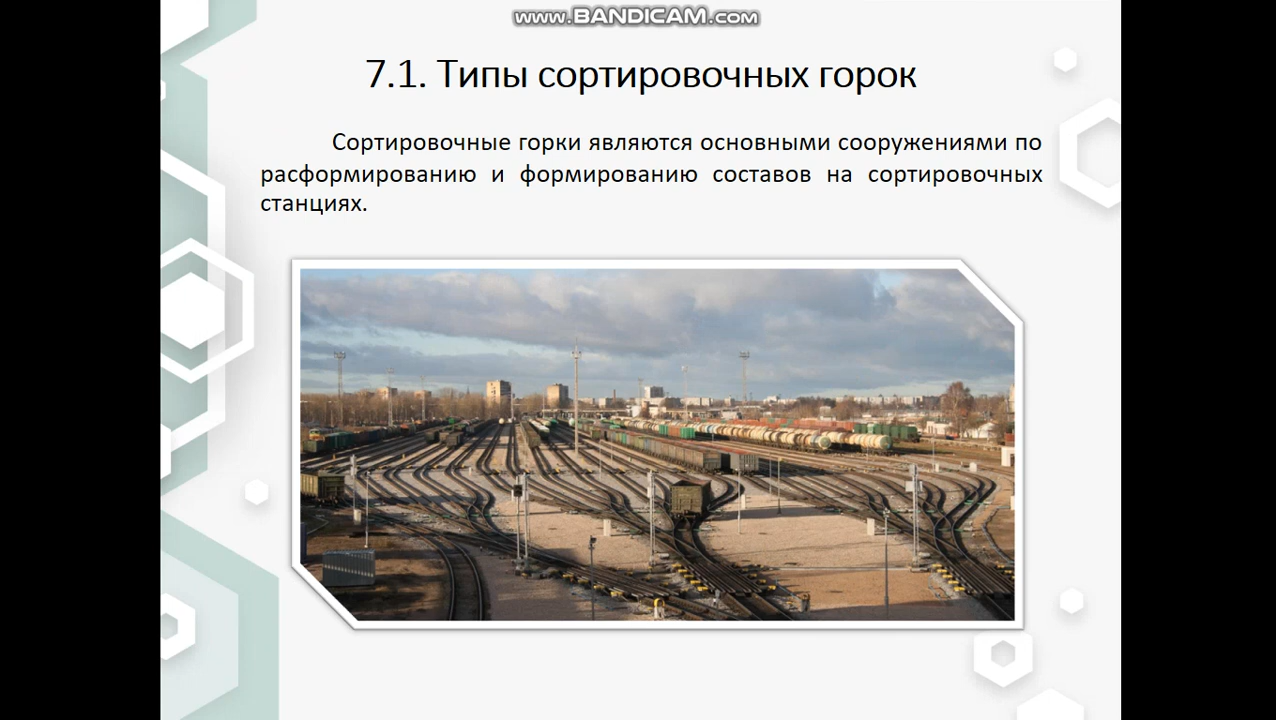 www.BANDICAM.com
7.1. Типы сортировочных горок
Сортировочные горки являются основными сооружениями по
расформированию и формированию составов на сортировочных
станциях.